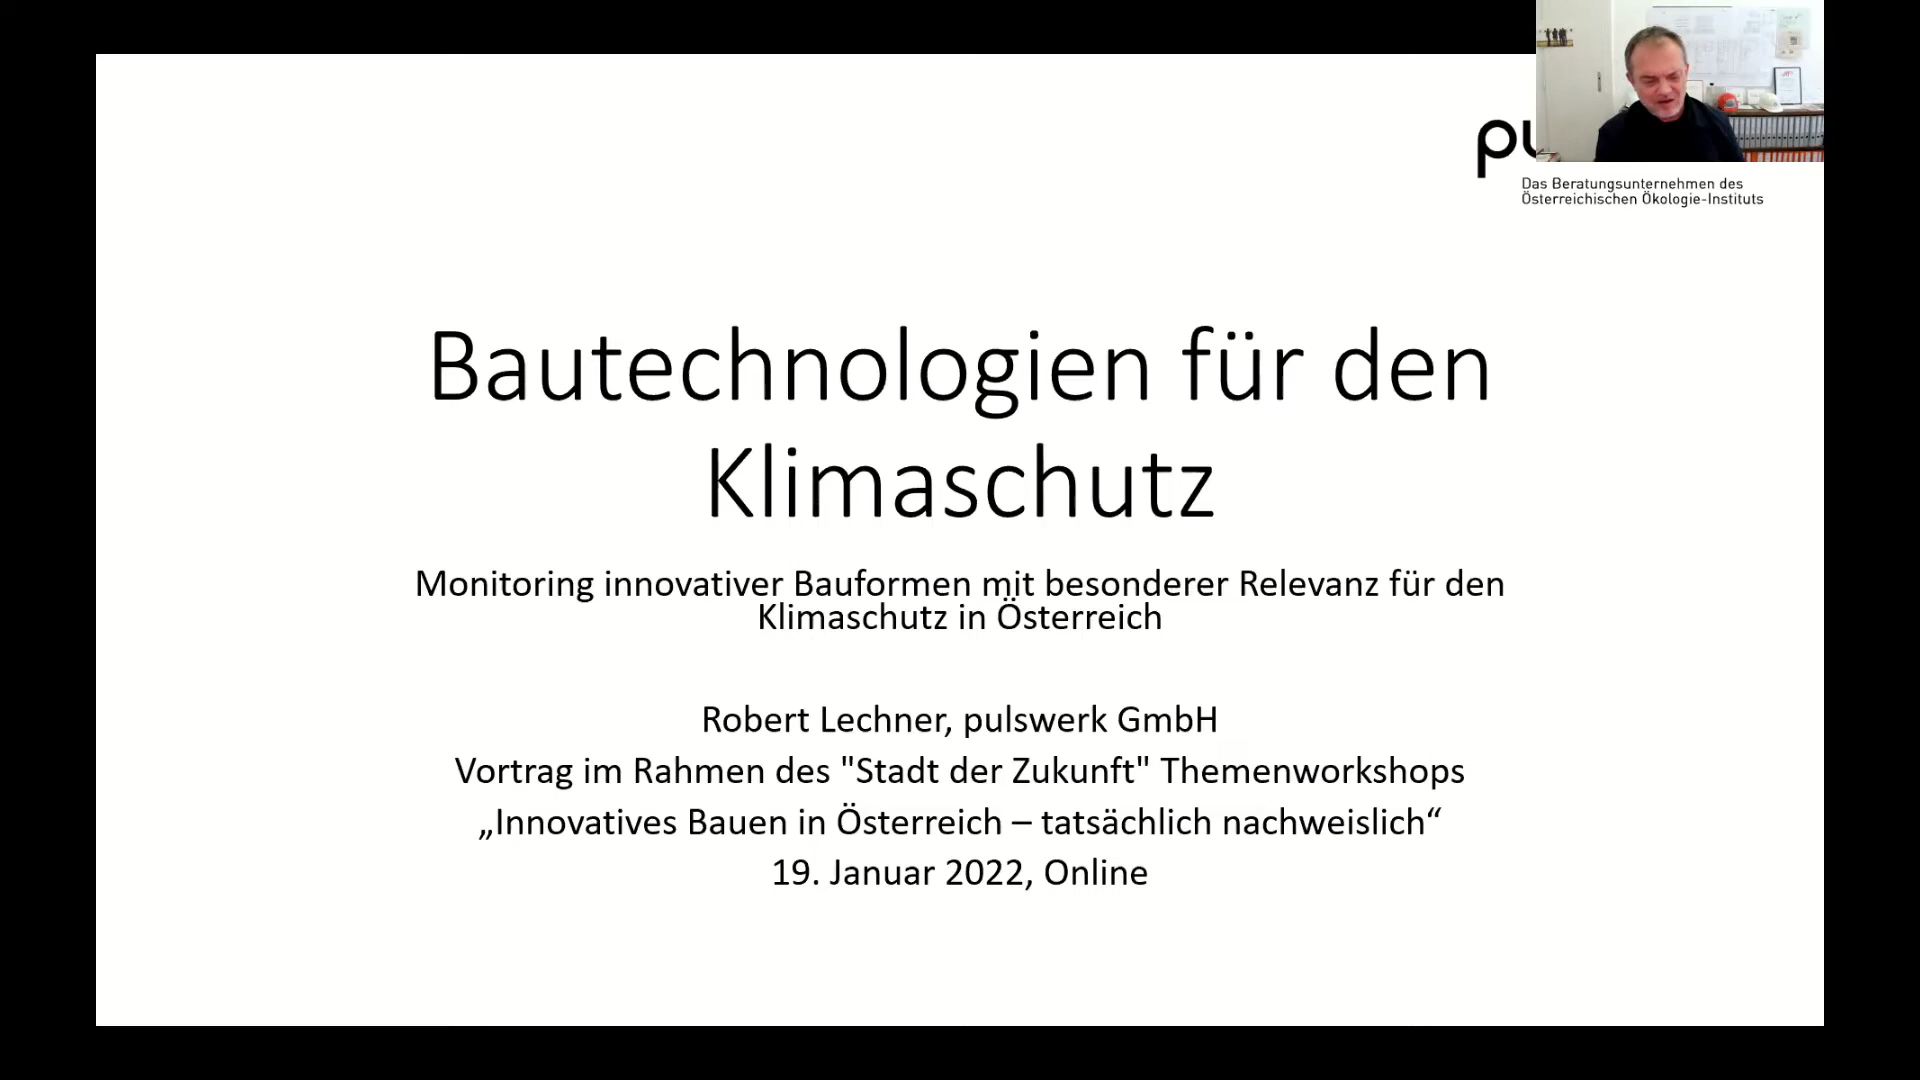 Das Beratungsunternehmen des
Österreichischen Ökologie-Instituts
Bautechnologien für den
Klimaschutz
Monitoring innovativer Bauformen mit besonderer Relevanz für den
Klimaschutz in Österreich
Robert Lechner, pulswerk GmbH
Vortrag im Rahmen des "Stadt der Zukunft" Themenworkshops
„Innovatives Bauen in Österreich – tatsächlich nachweislich“
19. Januar 2022, Online